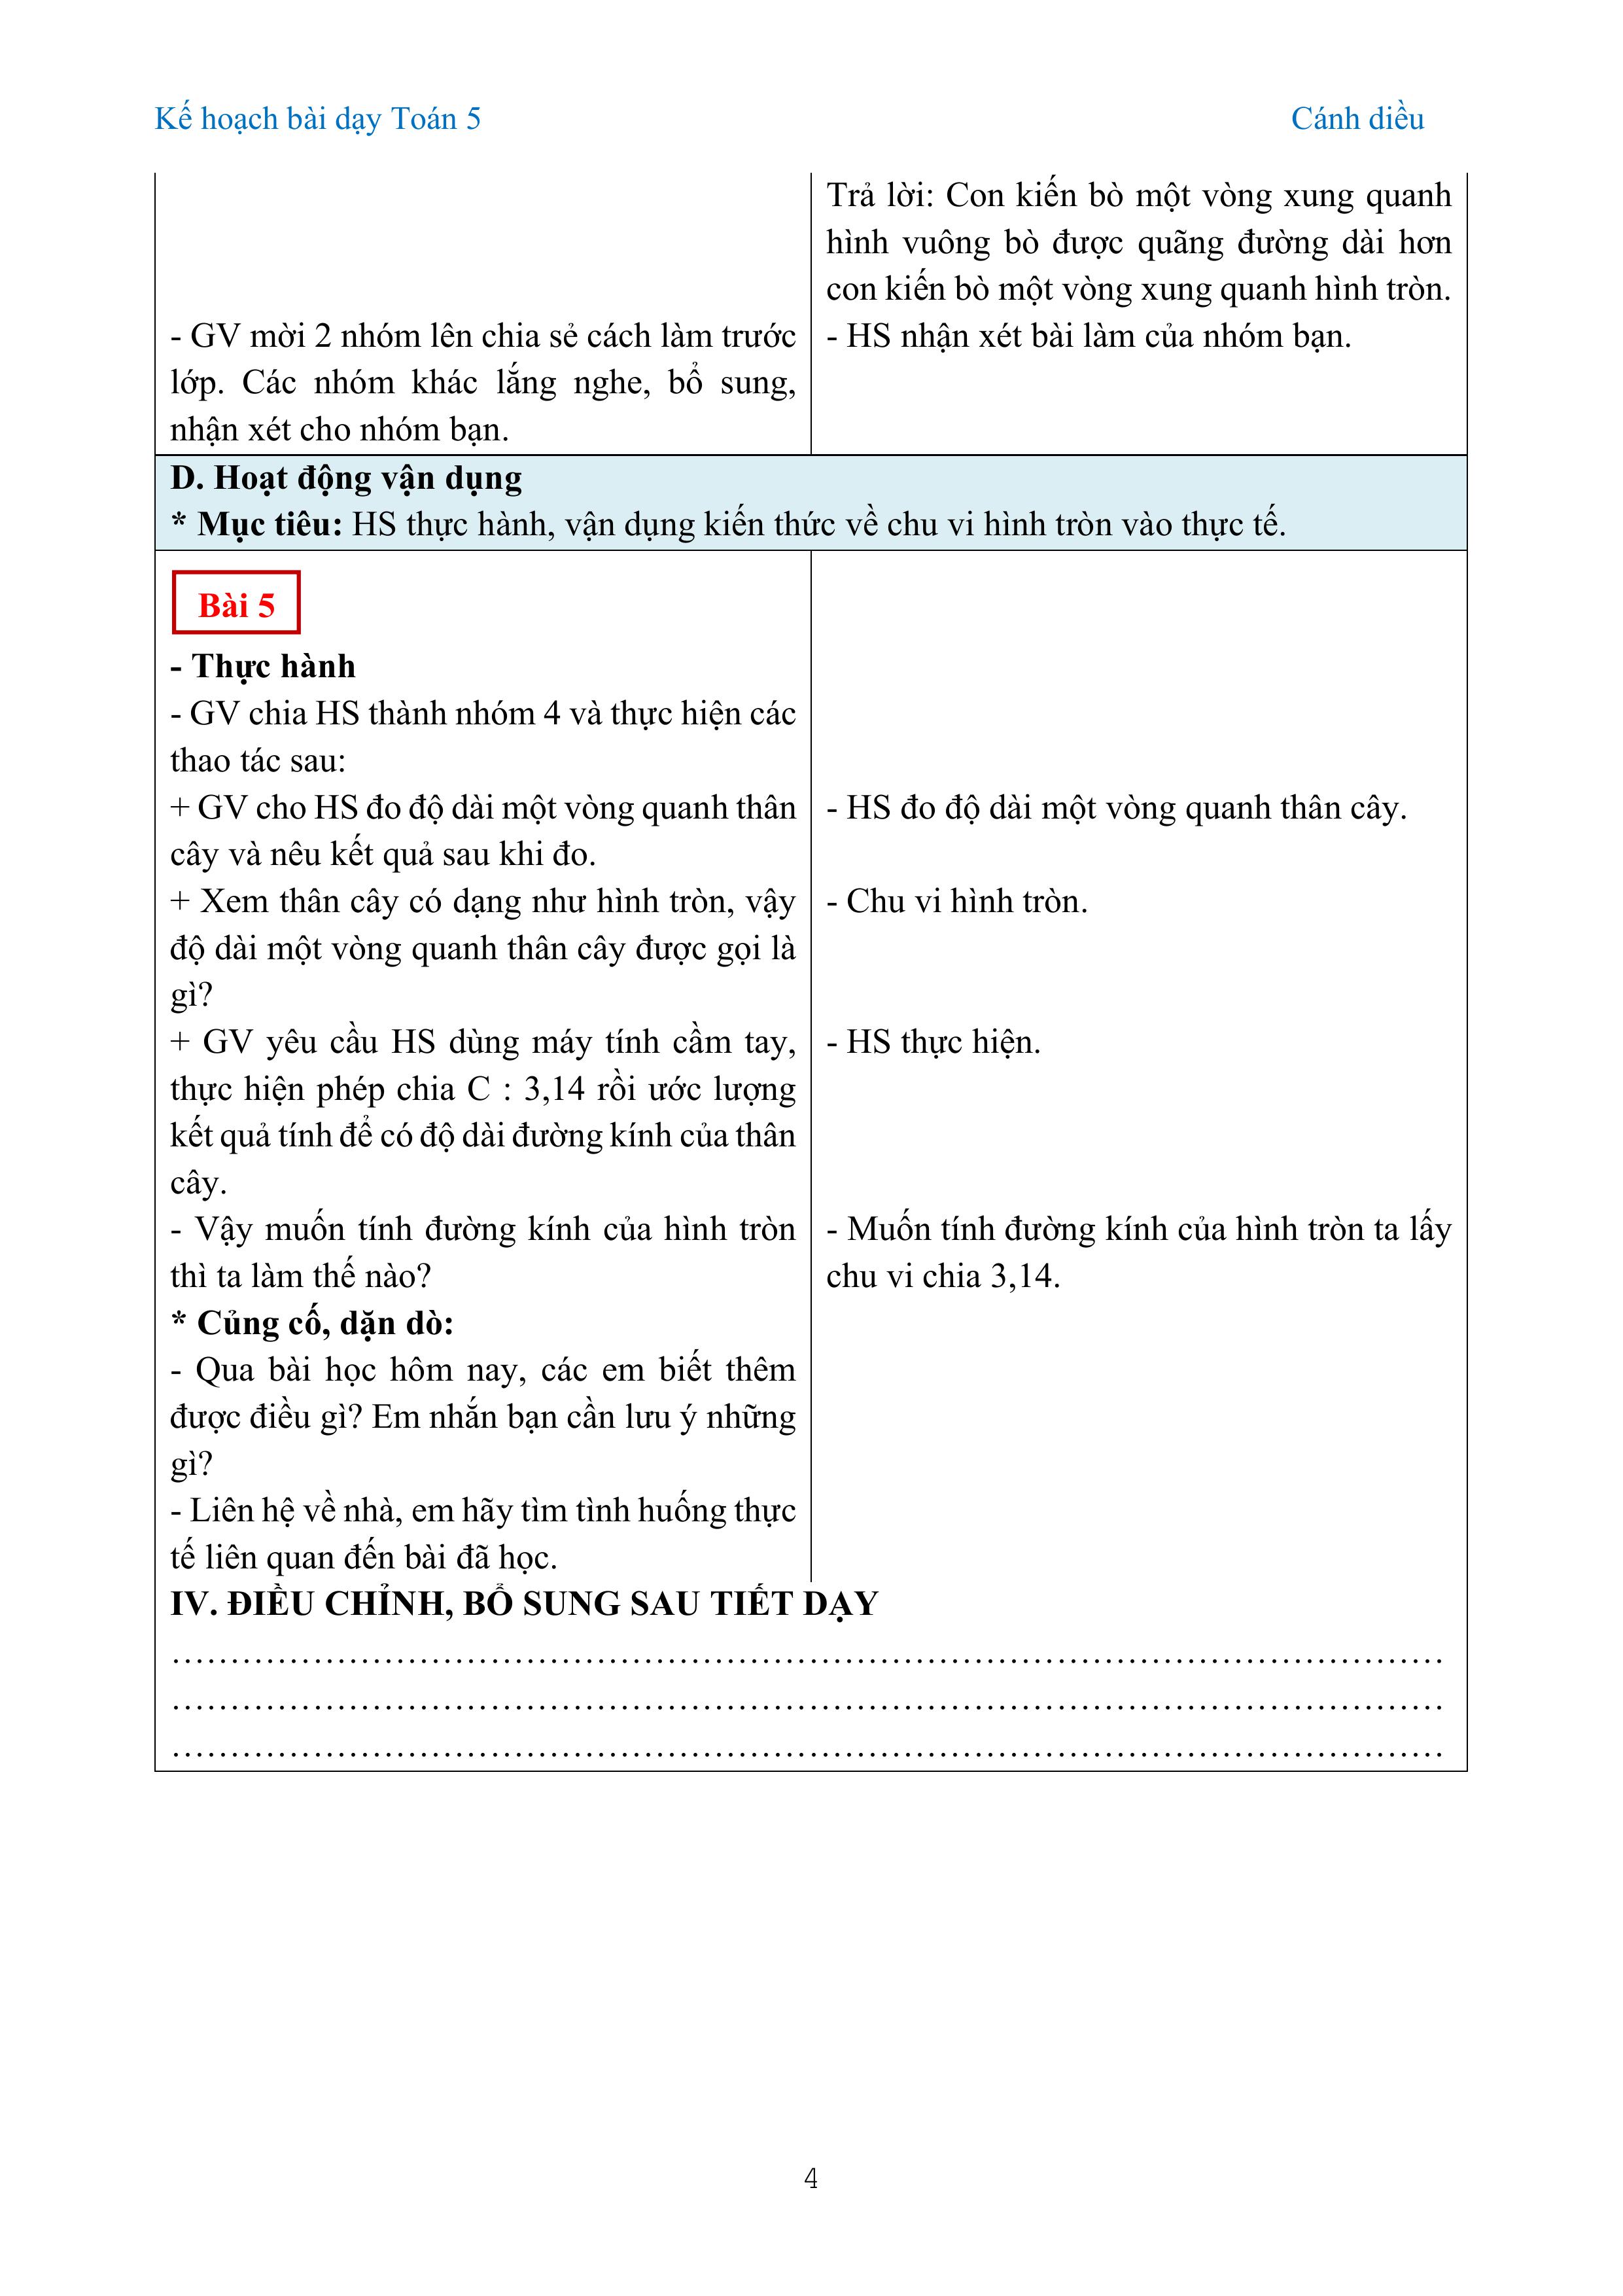 Kế hoạch bài dạy Toán 5
Cánh diều
Trả lời: Con kiến bò một vòng xung quanh
hình vuông bò được quãng đường dài hơn
con kiến bò một vòng xung quanh hình tròn.
- GV mời 2 nhóm lên chia sẻ cách làm trước
lớp. Các nhóm khác lắng nghe, bổ sung,
nhận xét cho nhóm bạn.
- HS nhận xét bài làm của nhóm bạn.
D. Hoạt động vận dụng
* Mục tiêu: HS thực hành, vận dụng kiến thức về chu vi hình tròn vào thực tế.
Bài 5
- Thực hành
- GV chia HS thành nhóm 4 và thực hiện các
thao tác sau:
+ GV cho HS đo độ dài một vòng quanh thân
cây và nêu kết quả sau khi đo.
- HS đo độ dài một vòng quanh thân cây.
+ Xem thân cây có dạng như hình tròn, vậy
độ dài một vòng quanh thân cây được gọi là
gì?
- Chu vi hình tròn.
+ GV yêu cầu HS dùng máy tính cầm tay,
thực hiện phép chia C : 3,14 rồi ước lượng
kết quả tính để có độ dài đường kính của thân
cây.
- HS thực hiện.
- Vậy muốn tính đường kính của hình tròn
thì ta làm thế nào?
- Muốn tính đường kính của hình tròn ta lấy
chu vi chia 3,14.
* Củng cố, dặn dò:
- Qua bài học hôm nay, các em biết thêm
được điều gì? Em nhắn bạn cần lưu ý những
gì?
- Liên hệ về nhà, em hãy tìm tình huống thực
tế liên quan đến bài đã học.
IV. ĐIỀU CHỈNH, BỔ SUNG SAU TIẾT DẠY
…………………………………………………………………………………………
…………………………………………………………………………………………
…………………………………………………………………………………………
4